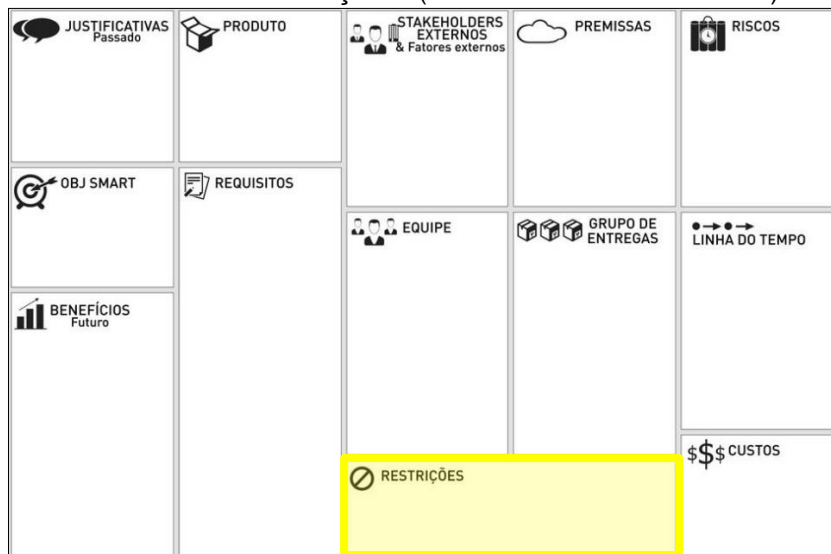 JUSTIFICATIVAS
Passado
PRODUTO
STAKEHOLDERS
EXTERNOS
& Fatores externos
PREMISSAS
RISCOS
OBJ SMART
REQUISITOS
EQUIPE
GRUPO DE
ENTREGAS
LINHA DO TEMPO
BENEFÍCIOS
Futuro
RESTRIÇÕES
$$$ CUSTOS